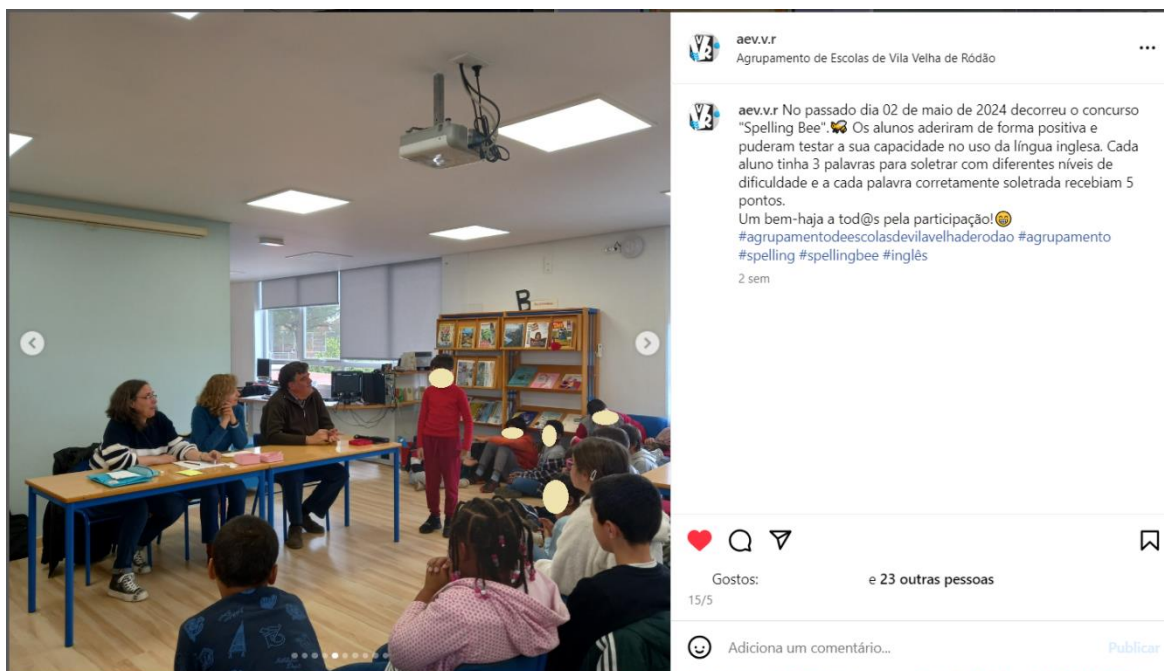 aev.v.r
Agrupamento de Escolas de Vila Velha de Ródão
aev.v.r No passado dia 02 de maio de 2024 decorreu o concurso
"Spelling Bee".🐝 Os alunos aderiram de forma positiva e
puderam testar a sua capacidade no uso da língua inglesa. Cada
aluno tinha 3 palavras para soletrar com diferentes níveis de
dificuldade e a cada palavra corretamente soletrada recebiam 5
pontos.
Um bem-haja a tod@s pela participação!😁
#agrupamentodeescolasdevilavelhaderodao #agrupamento
#spelling #spellingbee #inglês
2 sem
B
Gostos: e 23 outras pessoas
15/5
Adiciona um comentário...
Publicar